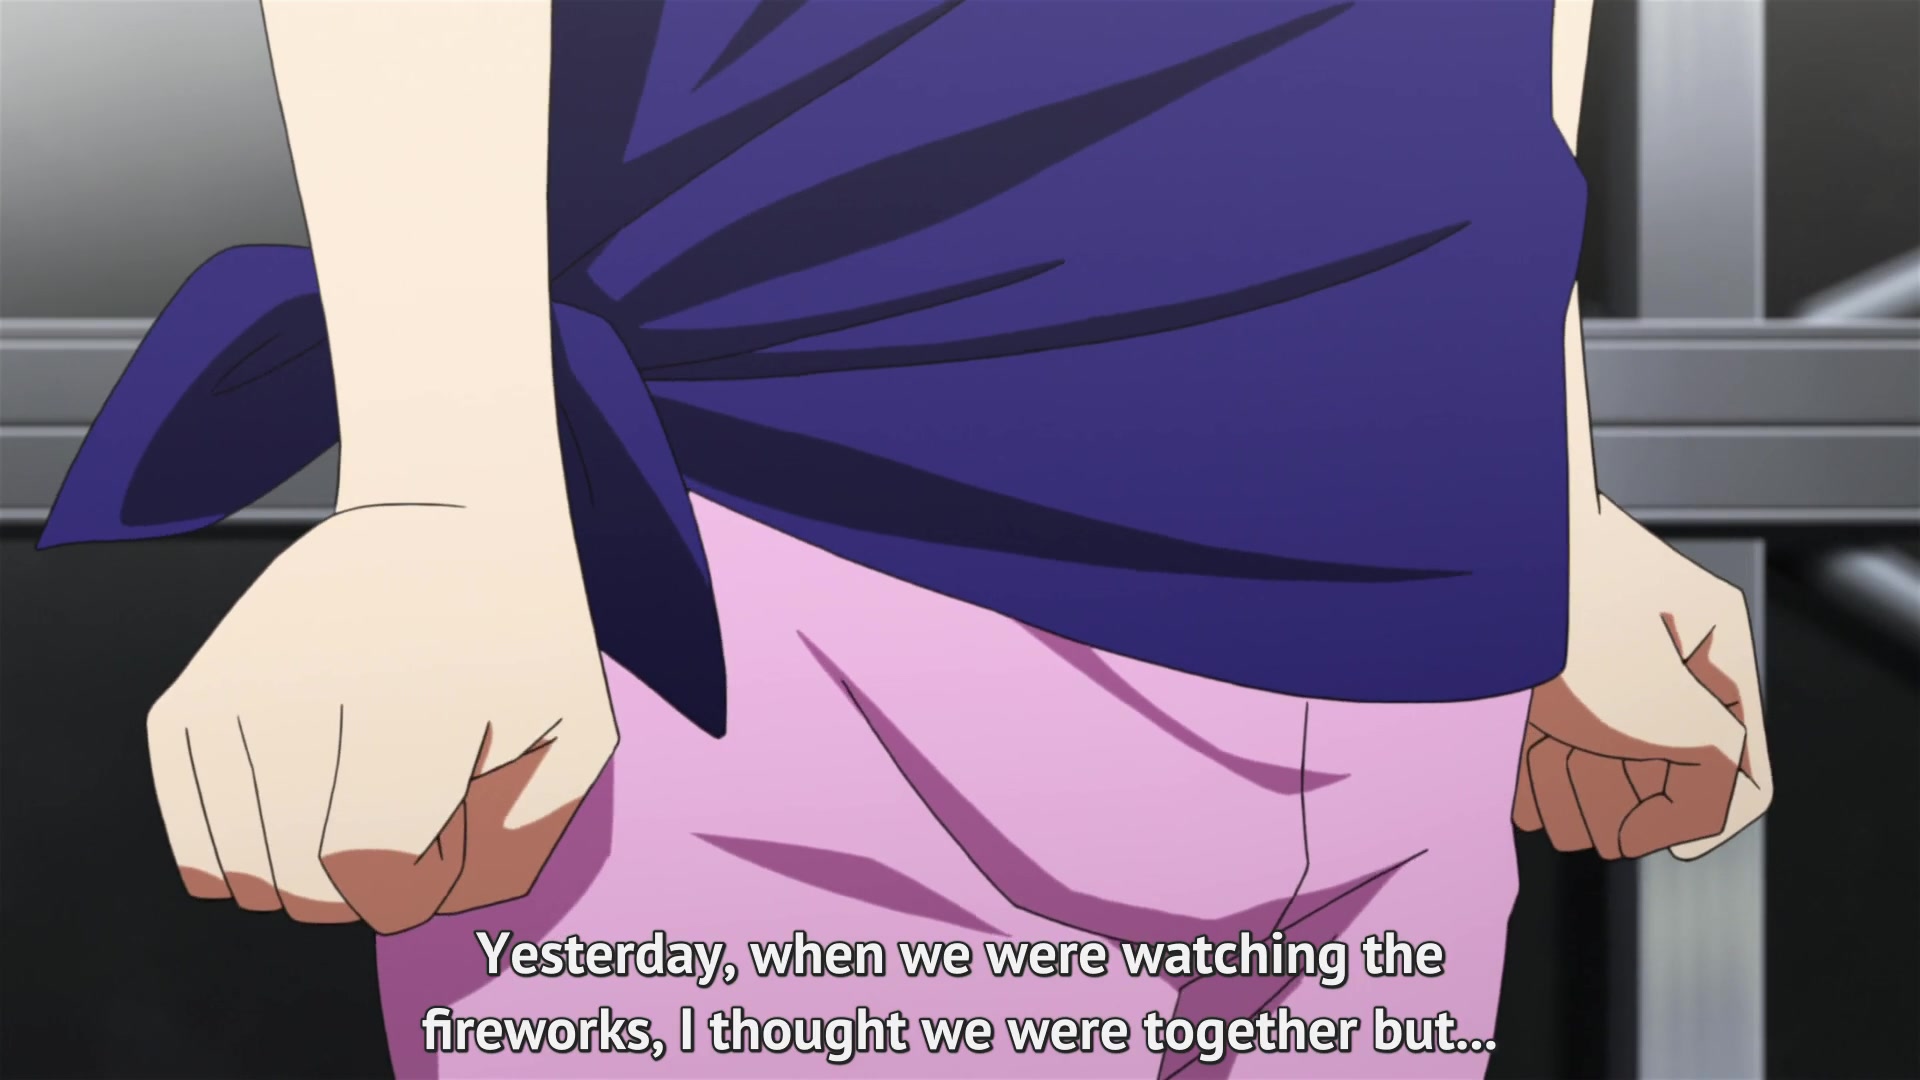 Yesterday, when we were watching the
fireworks, I thought we were together but...